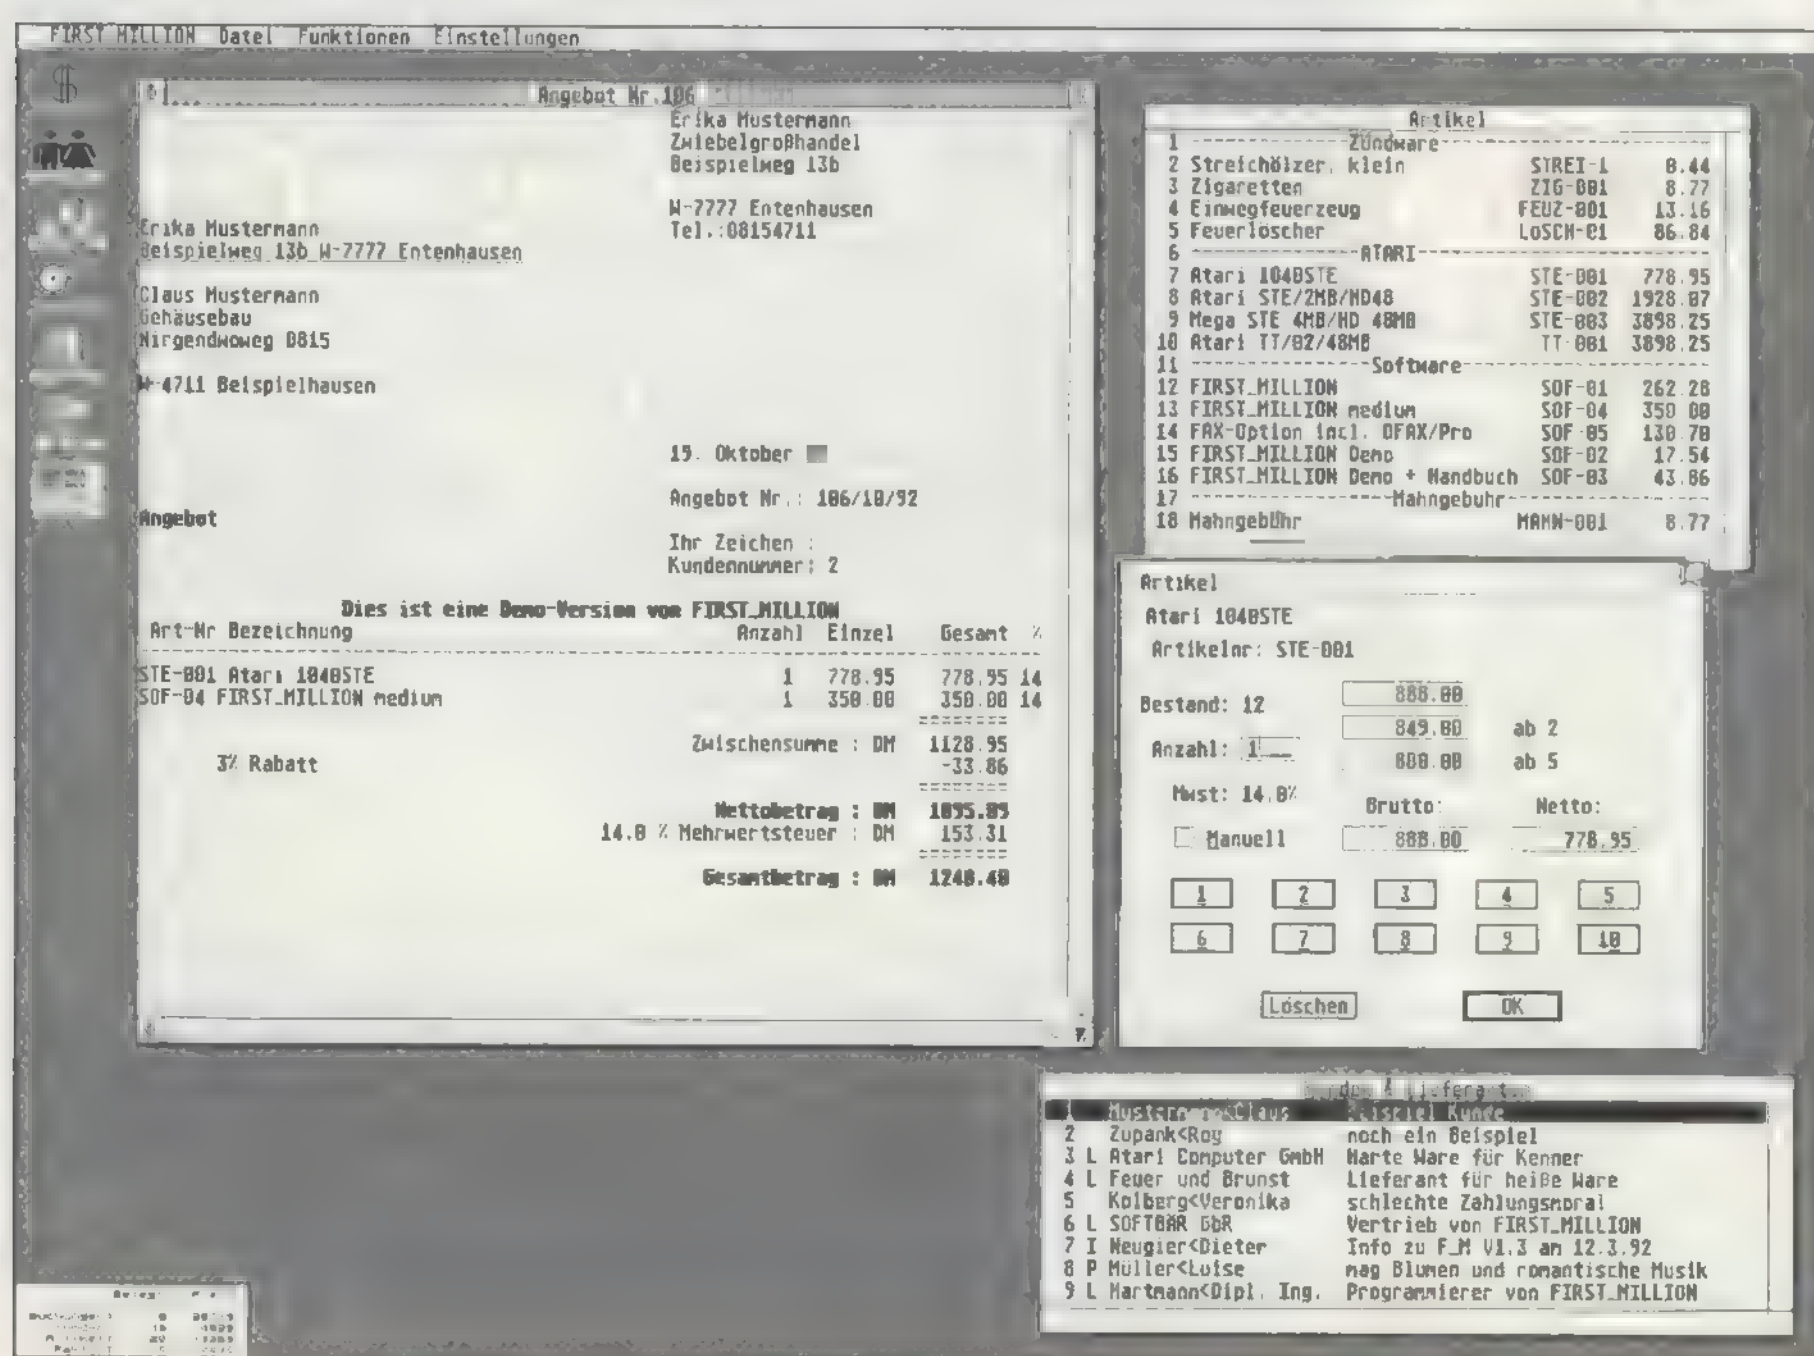 FIRST_MILLION Datei Funktionen Einstellungen
Angebot Nr.106
Erika Mustermann
Zwiebelgroßhandel
Beispielweg 13b
W-7777 Entenhausen
Tel.:08154711
Erika Mustermann
Beispielweg 13b W-7777 Entenhausen
Claus Mustermann
Gehäusebau
Nirgendwoweg 0815
W-4711 Beispielhausen
15. Oktober
Angebot Nr.: 106/10/92
Angebot
Ihr Zeichen :
Kundennummer: 2
Dies ist eine Demo-Version von FIRST_MILLION
Art-Nr Bezeichnung Anzahl Einzel Gesamt %
STE-001 Atari 1040STE 1 778.95 778.95 14
SOF-04 FIRST_MILLION medium 1 350.00 350.00 14
Zwischensumme : DM 1128.95
3% Rabatt -33.86
Nettobetrag : DM 1095.09
14.0 % Mehrwertsteuer : DM 153.31
Gesamtbetrag : DM 1248.40
Artikel
1 Zündware
2 Streichölzer, klein STREI-1 0.44
3 Zigaretten ZIG-001 8.77
4 Einwegfeuerzeug FEUZ-001 13.16
5 Feuerlöscher LöSCH-01 86.84
6 ATARI
7 Atari 1040STE STE-001 778.95
8 Atari STE/2MB/HD48 STE-002 1928.07
9 Mega STE 4MB/HD 48MB STE-003 3898.25
10 Atari TT/02/48MB TT-001 3898.25
11 Software
12 FIRST_MILLION SOF-01 262.28
13 FIRST_MILLION medium SOF-04 350.00
14 FAX-Option incl. QFAX/Pro SOF-05 130.70
15 FIRST_MILLION Demo SOF-02 17.54
16 FIRST_MILLION Demo + Handbuch SOF-03 43.86
17 Mahngebühr
18 Mahngebühr MAHN-001 8.77
Artikel
Atari 1040STE
Artikelnr: STE-001
Bestand: 12 888.00
849.00 ab 2
Anzahl: 1
ab 5
Mwst: 14.0%
Brutto: Netto:
Manuell 888.00 778.95
1 2 3 4 5
6 7 8 9 10
Löschen OK
Kunden & Lieferanten
1 Mustermann<Claus Beispiel Kunde
2 Zupank<Roy noch ein Beispiel
3 L Atari Computer GmbH Harte Ware für Kenner
4 L Feuer und Brunst Lieferant für heiße Ware
5 Kolberg<Veronika schlechte Zahlungsmoral
6 L SOFTBÄR GbR Vertrieb von FIRST_MILLION
7 I Neugier<Dieter Info zu F_M V1.3 am 12.3.92
8 P Müller<Luise mag Blumen und romantische Musik
9 L Hartmann<Dipl. Ing. Programmierer von FIRST_MILLION